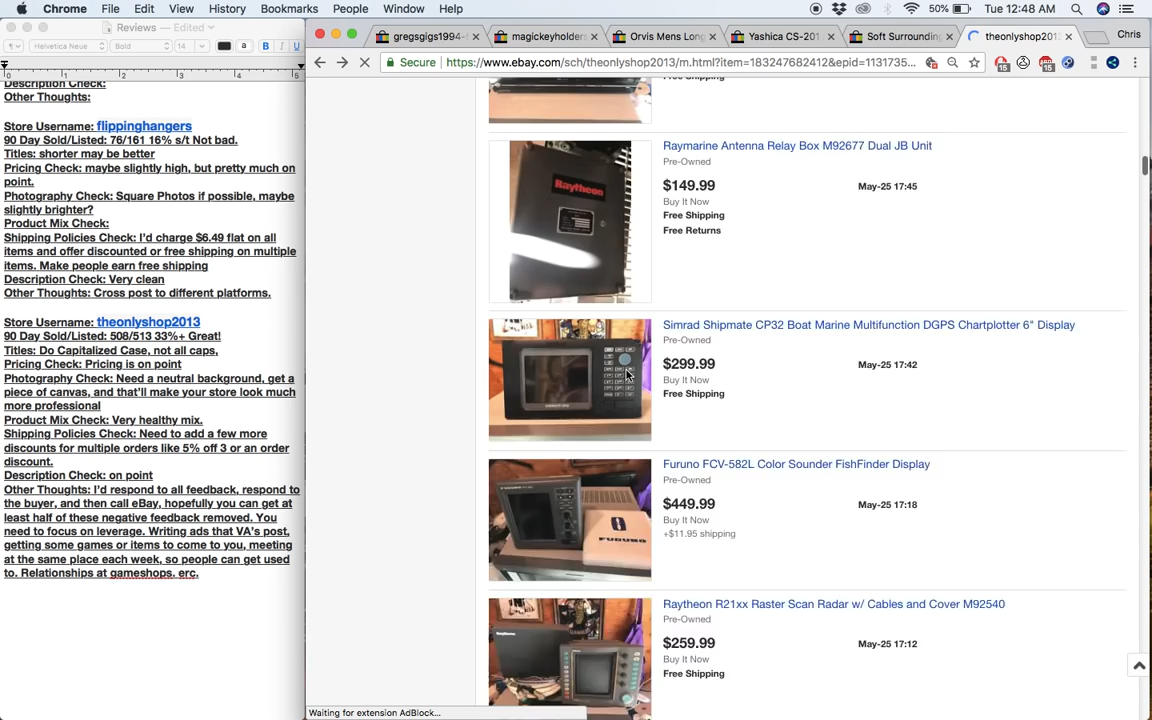 Chrome File Edit View History Bookmarks People Window Help
50% Tue 12:48 AM
Reviews — Edited
Helvetica Neue Bold 14 a B I U
0 1 2 3 4 5
Description Check:
Other Thoughts:
Store Username: flippinghangers
90 Day Sold/Listed: 76/161 16% s/t Not bad.
Titles: shorter may be better
Pricing Check: maybe slightly high, but pretty much on
point.
Photography Check: Square Photos if possible, maybe
slightly brighter?
Product Mix Check:
Shipping Policies Check: I'd charge $6.49 flat on all
items and offer discounted or free shipping on multiple
items. Make people earn free shipping
Description Check: Very clean
Other Thoughts: Cross post to different platforms.
Store Username: theonlyshop2013
90 Day Sold/Listed: 508/513 33%+ Great!
Titles: Do Capitalized Case, not all caps,
Pricing Check: Pricing is on point
Photography Check: Need a neutral background, get a
piece of canvas, and that'll make your store look much
more professional
Product Mix Check: Very healthy mix.
Shipping Policies Check: Need to add a few more
discounts for multiple orders like 5% off 3 or an order
discount.
Description Check: on point
Other Thoughts: I'd respond to all feedback, respond to
the buyer, and then call eBay, hopefully you can get at
least half of these negative feedback removed. You
need to focus on leverage. Writing ads that VA's post,
getting some games or items to come to you, meeting
at the same place each week, so people can get used
to. Relationships at gameshops. erc.
gregsgigs1994- magickeyholders Orvis Mens Long Yashica CS-201 Soft Surrounding theonlyshop2013 Chris
Secure https://www.ebay.com/sch/theonlyshop2013/m.html?item=183247682412&epid=1131735... 15 15
Free Shipping
Raymarine Antenna Relay Box M92677 Dual JB Unit
Pre-Owned
$149.99 May-25 17:45
Buy It Now
Free Shipping
Free Returns
Raytheon
Simrad Shipmate CP32 Boat Marine Multifunction DGPS Chartplotter 6" Display
Pre-Owned
$299.99 May-25 17:42
Buy It Now
Free Shipping
Furuno FCV-582L Color Sounder FishFinder Display
Pre-Owned
$449.99 May-25 17:18
Buy It Now
+$11.95 shipping
FURUNO
Raytheon R21xx Raster Scan Radar w/ Cables and Cover M92540
Pre-Owned
$259.99 May-25 17:12
Buy It Now
Free Shipping
Waiting for extension AdBlock...